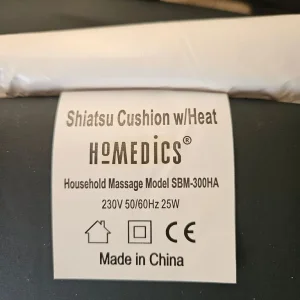 Shiatsu Cushion w/Heat
HOMEDICS®
Household Massage Model SBM-300HA
230V 50/60Hz 25W
CE
Made in China